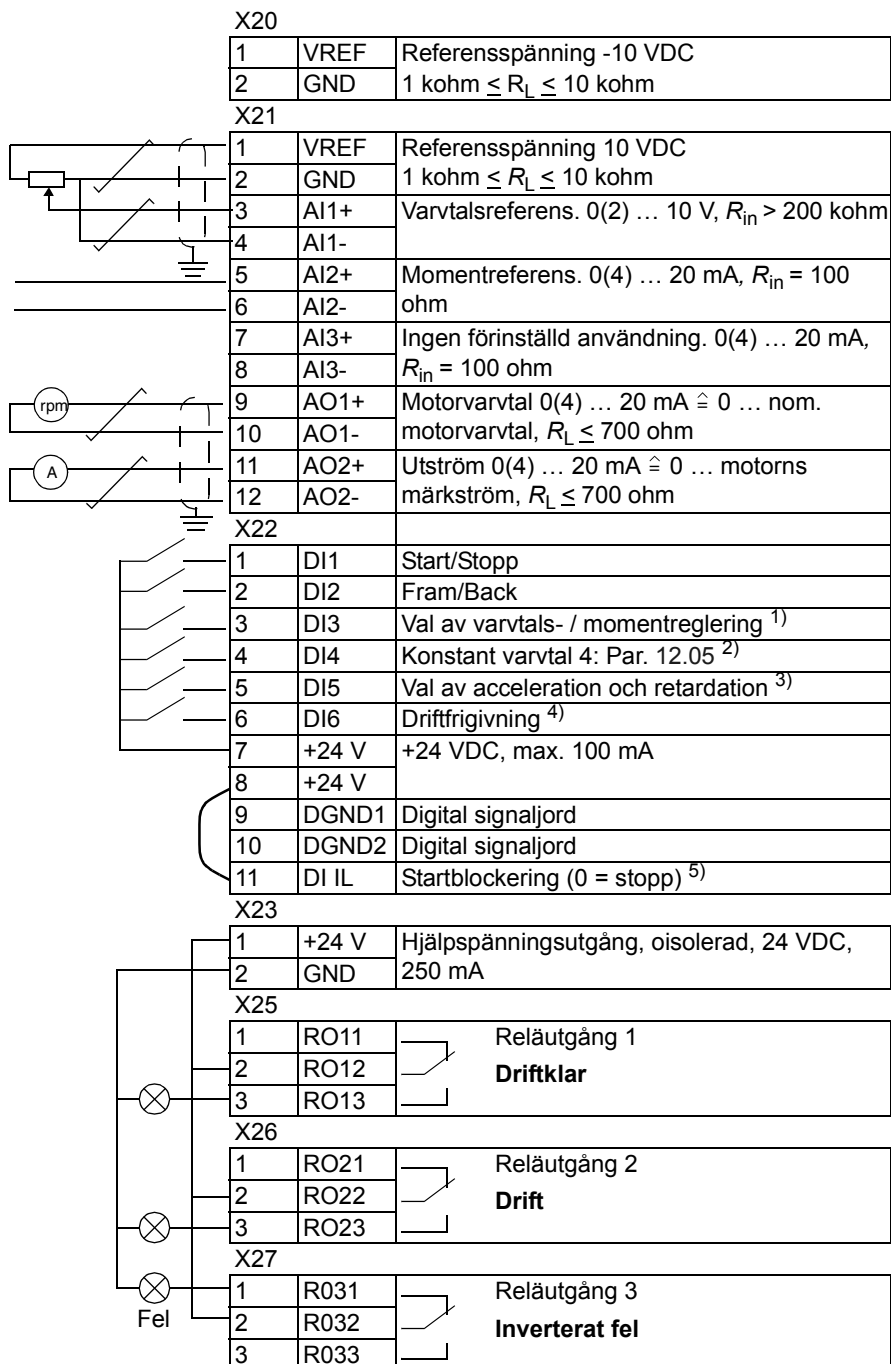 X20
1 VREF Referensspänning -10 VDC
2 GND 1 kohm ≤ RL ≤ 10 kohm
X21
1 VREF Referensspänning 10 VDC
2 GND 1 kohm ≤ RL ≤ 10 kohm
3 AI1+ Varvtalsreferens. 0(2) … 10 V, Rin > 200 kohm
4 AI1-
5 AI2+ Momentreferens. 0(4) … 20 mA, Rin = 100
6 AI2- ohm
7 AI3+ Ingen förinställd användning. 0(4) … 20 mA,
8 AI3- Rin = 100 ohm
rpm 9 AO1+ Motorvarvtal 0(4) … 20 mA ≙ 0 … nom.
10 AO1- motorvarvtal, RL ≤ 700 ohm
A 11 AO2+ Utström 0(4) … 20 mA ≙ 0 … motorns
12 AO2- märkström, RL ≤ 700 ohm
X22
1 DI1 Start/Stopp
2 DI2 Fram/Back
3 DI3 Val av varvtals- / momentreglering 1)
4 DI4 Konstant varvtal 4: Par. 12.05 2)
5 DI5 Val av acceleration och retardation 3)
6 DI6 Driftfrigivning 4)
7 +24 V +24 VDC, max. 100 mA
8 +24 V
9 DGND1 Digital signaljord
10 DGND2 Digital signaljord
11 DI IL Startblockering (0 = stopp) 5)
X23
1 +24 V Hjälpspänningsutgång, oisolerad, 24 VDC,
2 GND 250 mA
X25
1 RO11 Reläutgång 1
2 RO12 Driftklar
3 RO13
X26
1 RO21 Reläutgång 2
2 RO22 Drift
3 RO23
X27
1 R031 Reläutgång 3
Fel 2 R032 Inverterat fel
3 R033